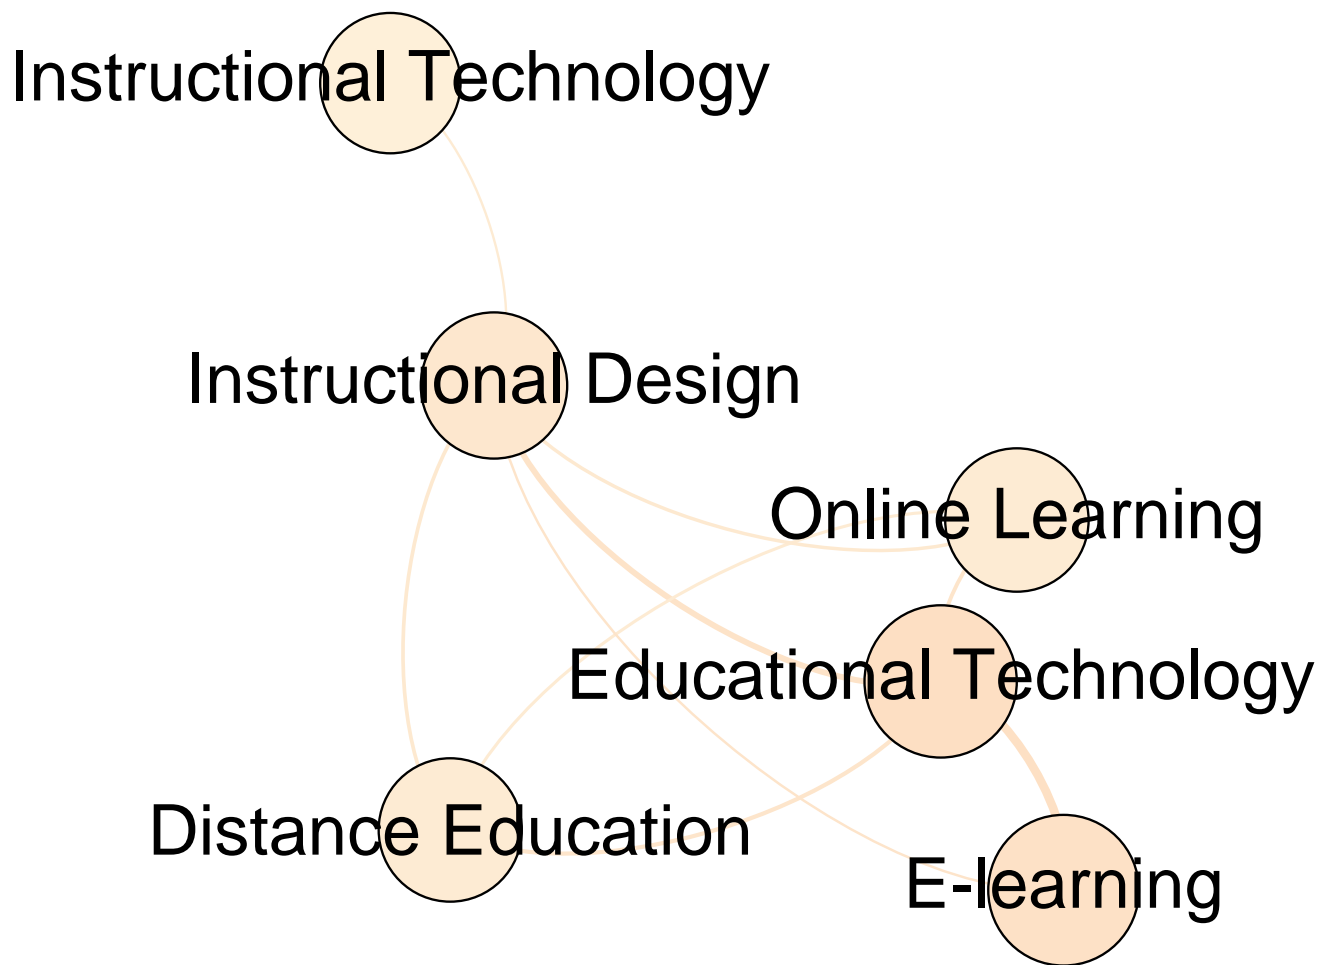 Instructional Technology
Instructional Design
Online Learning
Educational Technology
Distance Education
E-learning